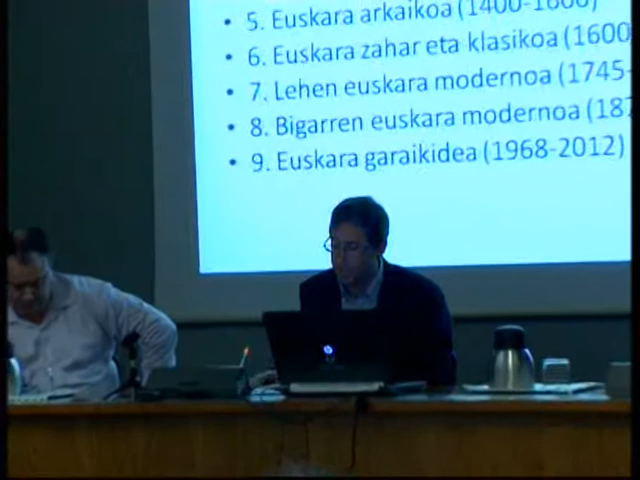 • 5. Euskara arkaikoa (1400-1600)
• 6. Euskara zahar eta klasikoa (1600
• 7. Lehen euskara modernoa (1745-
• 8. Bigarren euskara modernoa (187
• 9. Euskara garaikidea (1968-2012)